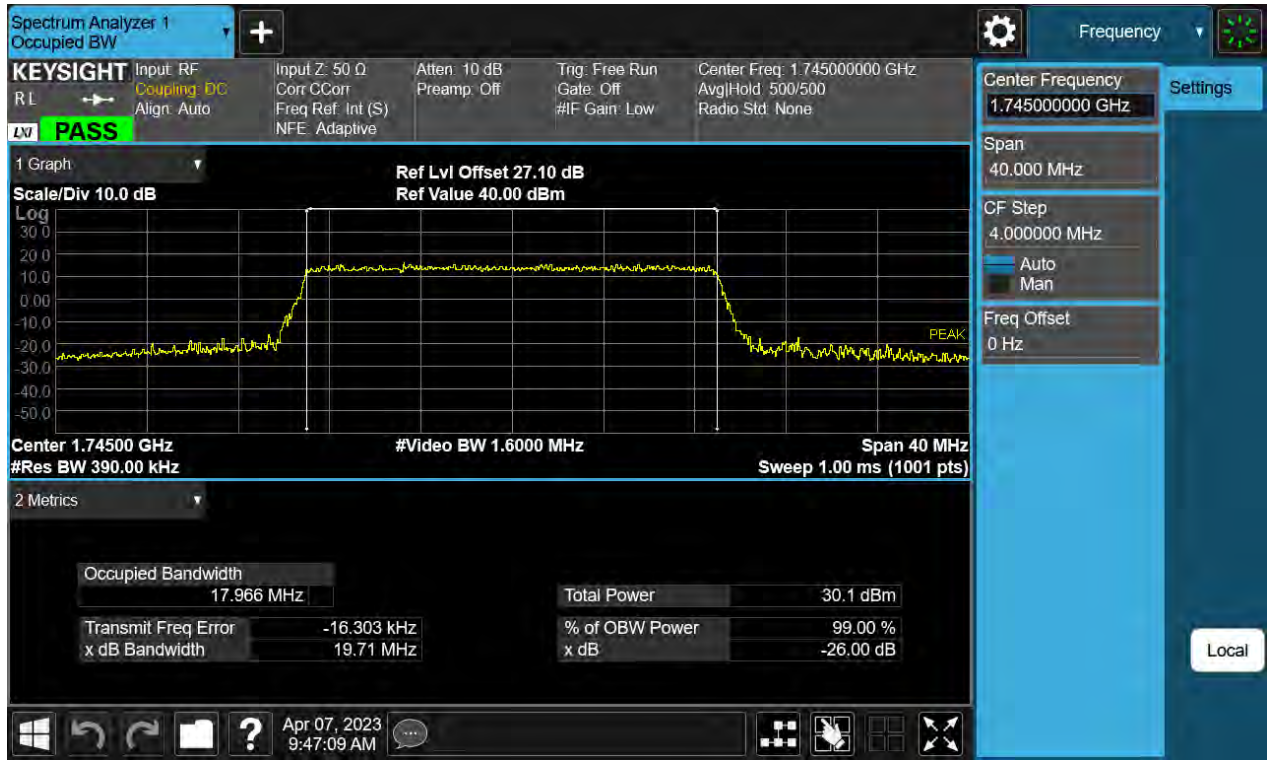 Spectrum Analyzer 1
Occupied BW
+
Frequency
KEYSIGHT
RL
LXI
PASS
Input: RF
Coupling: DC
Align: Auto
Input Z: 50 Ω
Corr CCorr
Freq Ref: Int (S)
NFE: Adaptive
Atten: 10 dB
Preamp: Off
Trig: Free Run
Gate: Off
#IF Gain: Low
Center Freq: 1.745000000 GHz
Avg|Hold: 500/500
Radio Std: None
Center Frequency
1.745000000 GHz
Settings
Span
40.000 MHz
CF Step
4.000000 MHz
Auto
Man
Freq Offset
0 Hz
Local
1 Graph
Scale/Div 10.0 dB
Ref Lvl Offset 27.10 dB
Ref Value 40.00 dBm
Log
30.0
20.0
10.0
0.00
-10.0
-20.0
-30.0
-40.0
-50.0
PEAK
Center 1.74500 GHz
#Video BW 1.6000 MHz
Span 40 MHz
#Res BW 390.00 kHz
Sweep 1.00 ms (1001 pts)
2 Metrics
Occupied Bandwidth
17.966 MHz
Total Power 30.1 dBm
Transmit Freq Error -16.303 kHz
% of OBW Power 99.00 %
x dB Bandwidth 19.71 MHz
x dB -26.00 dB
?
Apr 07, 2023
9:47:09 AM